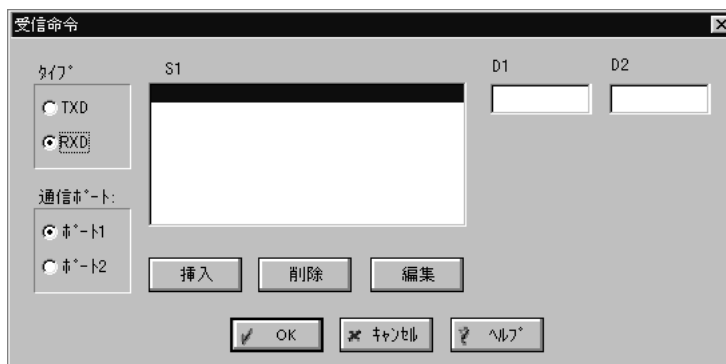 受信命令
タイプ
TXD
RXD
通信ポート:
ポート1
ポート2
S1
D1
D2
挿入
削除
編集
OK
キャンセル
ヘルプ